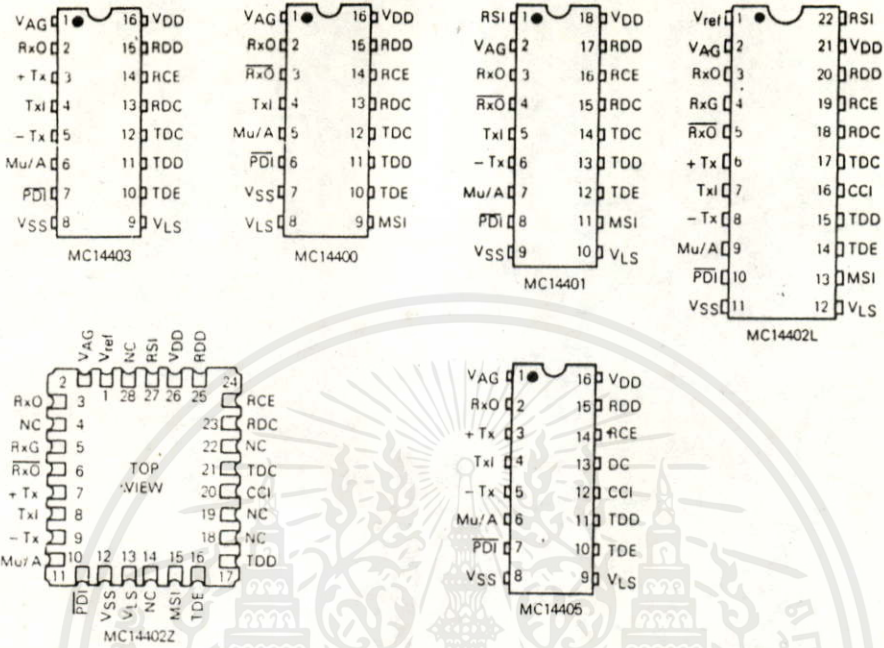 VAG 1 16 VDD
RxO 2 15 RDD
+ Tx 3 14 RCE
TxI 4 13 RDC
– Tx 5 12 TDC
Mu/A 6 11 TDD
P̅D̅I̅ 7 10 TDE
VSS 8 9 VLS
MC14403
VAG 1 16 VDD
RxO 2 15 RDD
R̅x̅O̅ 3 14 RCE
TxI 4 13 RDC
Mu/A 5 12 TDC
P̅D̅I̅ 6 11 TDD
VSS 7 10 TDE
VLS 8 9 MSI
MC14400
RSI 1 18 VDD
VAG 2 17 RDD
RxO 3 16 RCE
R̅x̅O̅ 4 15 RDC
TxI 5 14 TDC
– Tx 6 13 TDD
Mu/A 7 12 TDE
P̅D̅I̅ 8 11 MSI
VSS 9 10 VLS
MC14401
Vref 1 22 RSI
VAG 2 21 VDD
RxO 3 20 RDD
RxG 4 19 RCE
R̅x̅O̅ 5 18 RDC
+ Tx 6 17 TDC
TxI 7 16 CCI
– Tx 8 15 TDD
Mu/A 9 14 TDE
P̅D̅I̅ 10 13 MSI
VSS 11 12 VLS
MC14402L
VAG Vref NC RSI VDD RDD
2 1 28 27 26 25 24
RxO 3 RCE
NC 4 23 RDC
RxG 5 22 NC
R̅x̅O̅ 6 TOP 21 TDC
+ Tx 7 VIEW 20 CCI
TxI 8 19 NC
– Tx 9 18 NC
Mu/A 10 12 13 14 15 16 TDD
11 17
P̅D̅I̅ VSS VLS NC MSI TDE
MC14402Z
VAG 1 16 VDD
RxO 2 15 RDD
+ Tx 3 14 RCE
TxI 4 13 DC
– Tx 5 12 CCI
Mu/A 6 11 TDD
P̅D̅I̅ 7 10 TDE
VSS 8 9 VLS
MC14405